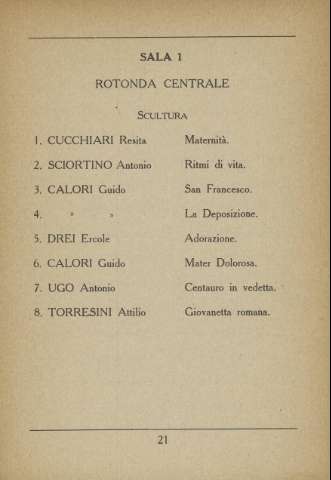 SALA 1
ROTONDA CENTRALE
SCULTURA
1. CUCCHIARI Resita Maternità.
2. SCIORTINO Antonio Ritmi di vita.
3. CALORI Guido San Francesco.
4. » » La Deposizione.
5. DREI Ercole Adorazione.
6. CALORI Guido Mater Dolorosa.
7. UGO Antonio Centauro in vedetta.
8. TORRESINI Attilio Giovanetta romana.
21